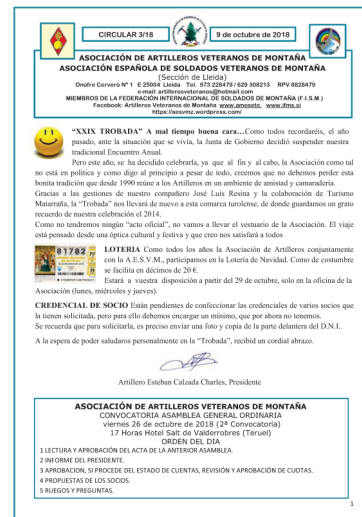 CIRCULAR 3/18
9 de octubre de 2018
ASOCIACIÓN DE ARTILLEROS VETERANOS DE MONTAÑA
ASOCIACIÓN ESPAÑOLA DE SOLDADOS VETERANOS DE MONTAÑA
(Sección de Lleida)
Onofre Cerveró Nº 1 E 25004 Lleida Tel. 973 228479 / 629 308213 RPV 8828479
e-mail: artillerosveteranos@hotmail.com
MIEMBROS DE LA FEDERACIÓN INTERNACIONAL DE SOLDADOS DE MONTAÑA (F.I.S.M.)
Facebook: Artilleros Veteranos de Montaña www.amesete. www.ifms.si
https://aesvmz.wordpress.com/
"XXIX TROBADA" A mal tiempo buena cara…Como todos recordaréis, el año
pasado, ante la situación que se vivía, la Junta de Gobierno decidió suspender nuestra
tradicional Encuentro Anual.
Pero este año, se ha decidido celebrarla, ya que al fin y al cabo, la Asociación como tal
no está en política y como digo al principio a pesar de todo, creemos que no debemos perder esta
bonita tradición que desde 1990 reúne a los Artilleros en un ambiente de amistad y camaradería.
Gracias a las gestiones de nuestro compañero José Luis Resina y la colaboración de Turismo
Matarraña, la "Trobada" nos llevará de nuevo a esta comarca turolense, de donde guardamos un grato
recuerdo de nuestra celebración el 2014.
Como no tendremos ningún "acto oficial", no vamos a llevar el vestuario de la Asociación. El viaje
está pensado desde una óptica cultural y festiva y que creo nos satisfará a todos
81782
LOTERIA Como todos los años la Asociación de Artilleros conjuntamente
con la A.E.S.V.M., participamos en la Lotería de Navidad. Como de costumbre
se facilita en décimos de 20 €.
Estará a vuestra disposición a partir del 29 de octubre, solo en la oficina de la
Asociación (lunes, miércoles y jueves).
CREDENCIAL DE SOCIO Están pendientes de confeccionar las credenciales de varios socios que
la tienen solicitada, pero para ello debemos encargar un mínimo, que por ahora no tenemos.
Se recuerda que para solicitarla, es preciso enviar una foto y copia de la parte delantera del D.N.I..
A la espera de poder saludaros personalmente en la "Trobada", recibid un cordial abrazo.
Artillero Esteban Calzada Charles, Presidente
ASOCIACIÓN DE ARTILLEROS VETERANOS DE MONTAÑA
CONVOCATORIA ASAMBLEA GENERAL ORDINARIA
viernes 26 de octubre de 2018 (2ª Convocatoria)
17 Horas Hotel Salt de Valderrobres (Teruel)
ORDEN DEL DIA
1 LECTURA Y APROBACIÓN DEL ACTA DE LA ANTERIOR ASAMBLEA.
2 INFORME DEL PRESIDENTE.
3 APROBACION, SI PROCEDE DEL ESTADO DE CUENTAS, REVISIÓN Y APROBACIÓN DE CUOTAS.
4 PROPUESTAS DE LOS SOCIOS.
5 RUEGOS Y PREGUNTAS.
1